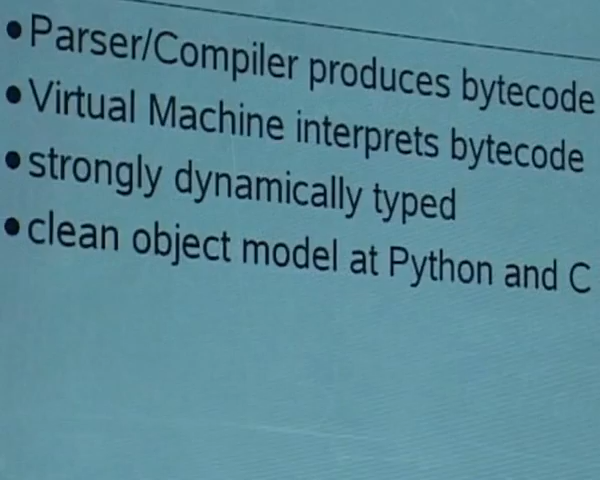 •Parser/Compiler produces bytecode
•Virtual Machine interprets bytecode
•strongly dynamically typed
•clean object model at Python and C